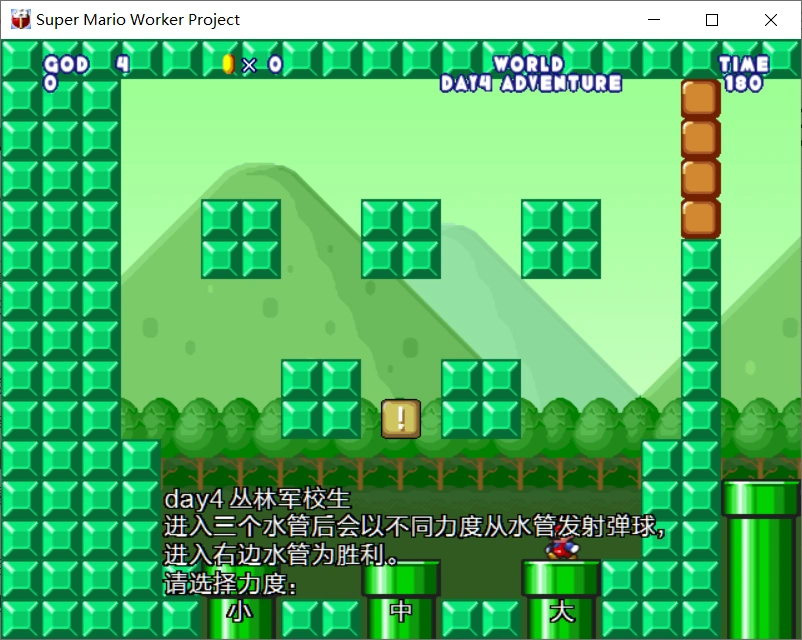 Super Mario Worker Project
GOD 4
0
× 0
WORLD
DAY4 ADVENTURE
TIME
180
!
day4 丛林军校生
进入三个水管后会以不同力度从水管发射弹球，
进入右边水管为胜利。
请选择力度：
小
中
大